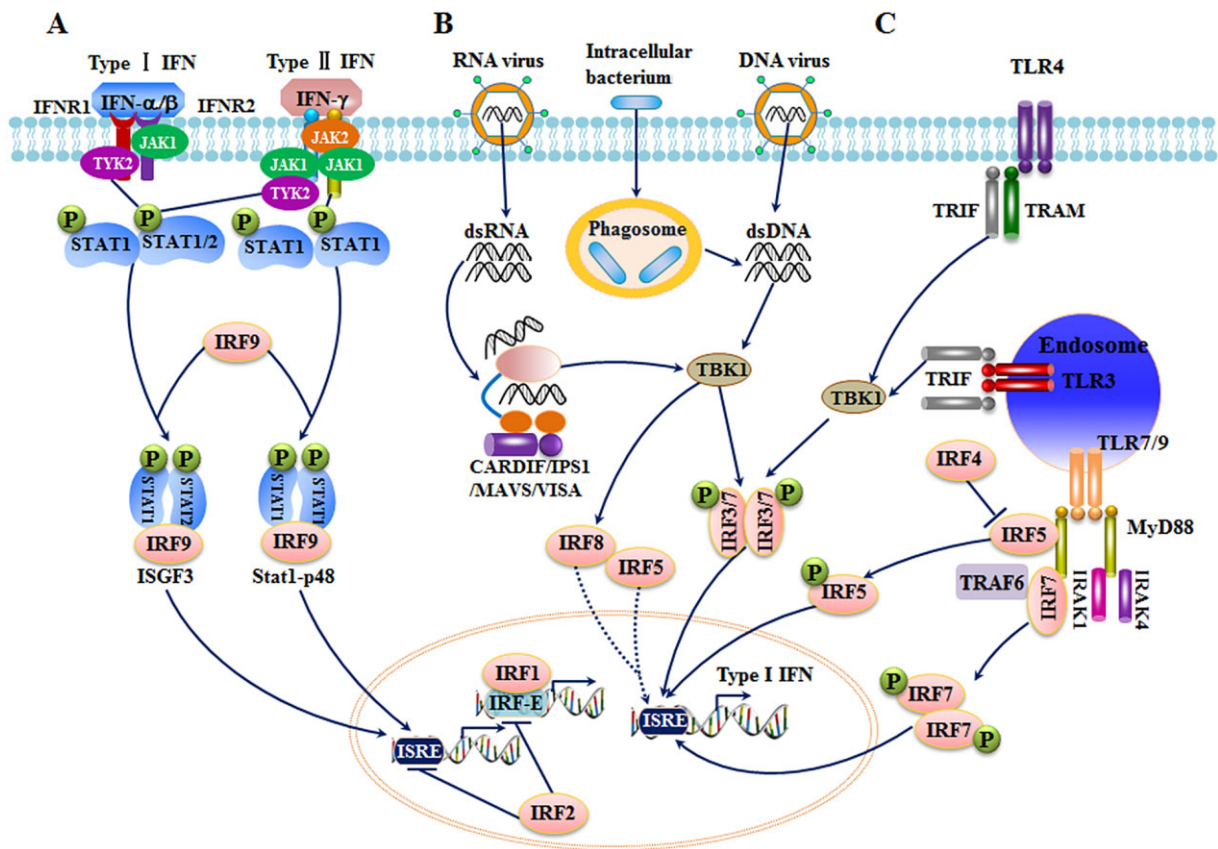 A
B
C
Type Ⅰ IFN
Type Ⅱ IFN
IFNR1
IFN-α/β
IFNR2
IFN-γ
JAK1
TYK2
JAK2
JAK1
JAK1
TYK2
P
P
P
P
STAT1
STAT1/2
STAT1
STAT1
IRF9
P
P
P
P
STAT1
STAT2
STAT1
STAT1
IRF9
IRF9
ISGF3
Stat1-p48
RNA virus
Intracellular
bacterium
DNA virus
dsRNA
Phagosome
dsDNA
TBK1
CARDIF/IPS1
/MAVS/VISA
IRF8
IRF5
P
P
IRF3/7
IRF3/7
TLR4
TRIF
TRAM
Endosome
TRIF
TLR3
TBK1
TLR7/9
IRF4
IRF5
MyD88
P
IRF5
TRAF6
IRF7
IRAK1
IRAK4
P
IRF7
IRF7
P
IRF1
IRF-E
Type I IFN
ISRE
ISRE
IRF2